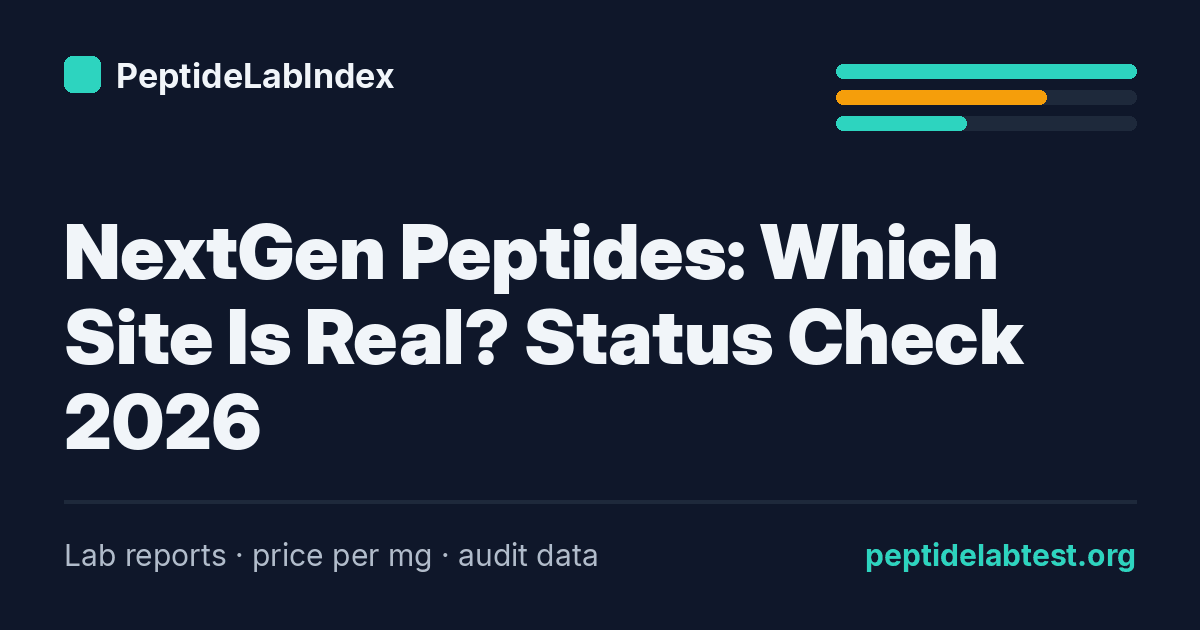 PeptideLabIndex
NextGen Peptides: Which
Site Is Real? Status Check
2026
Lab reports · price per mg · audit data
peptidelabtest.org